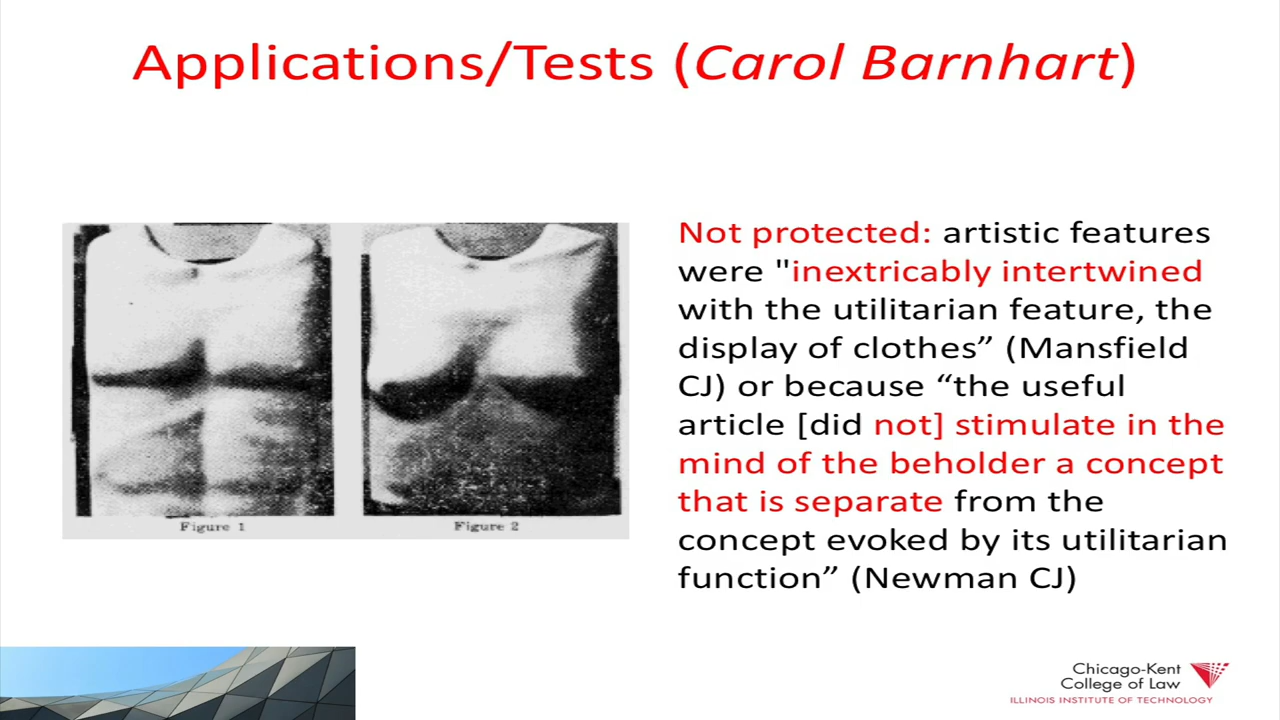 Applications/Tests (Carol Barnhart)
Not protected: artistic features
were "inextricably intertwined
with the utilitarian feature, the
display of clothes” (Mansfield
CJ) or because “the useful
article [did not] stimulate in the
mind of the beholder a concept
that is separate from the
concept evoked by its utilitarian
function” (Newman CJ)
Figure 1
Figure 2
Chicago-Kent
College of Law
ILLINOIS INSTITUTE OF TECHNOLOGY